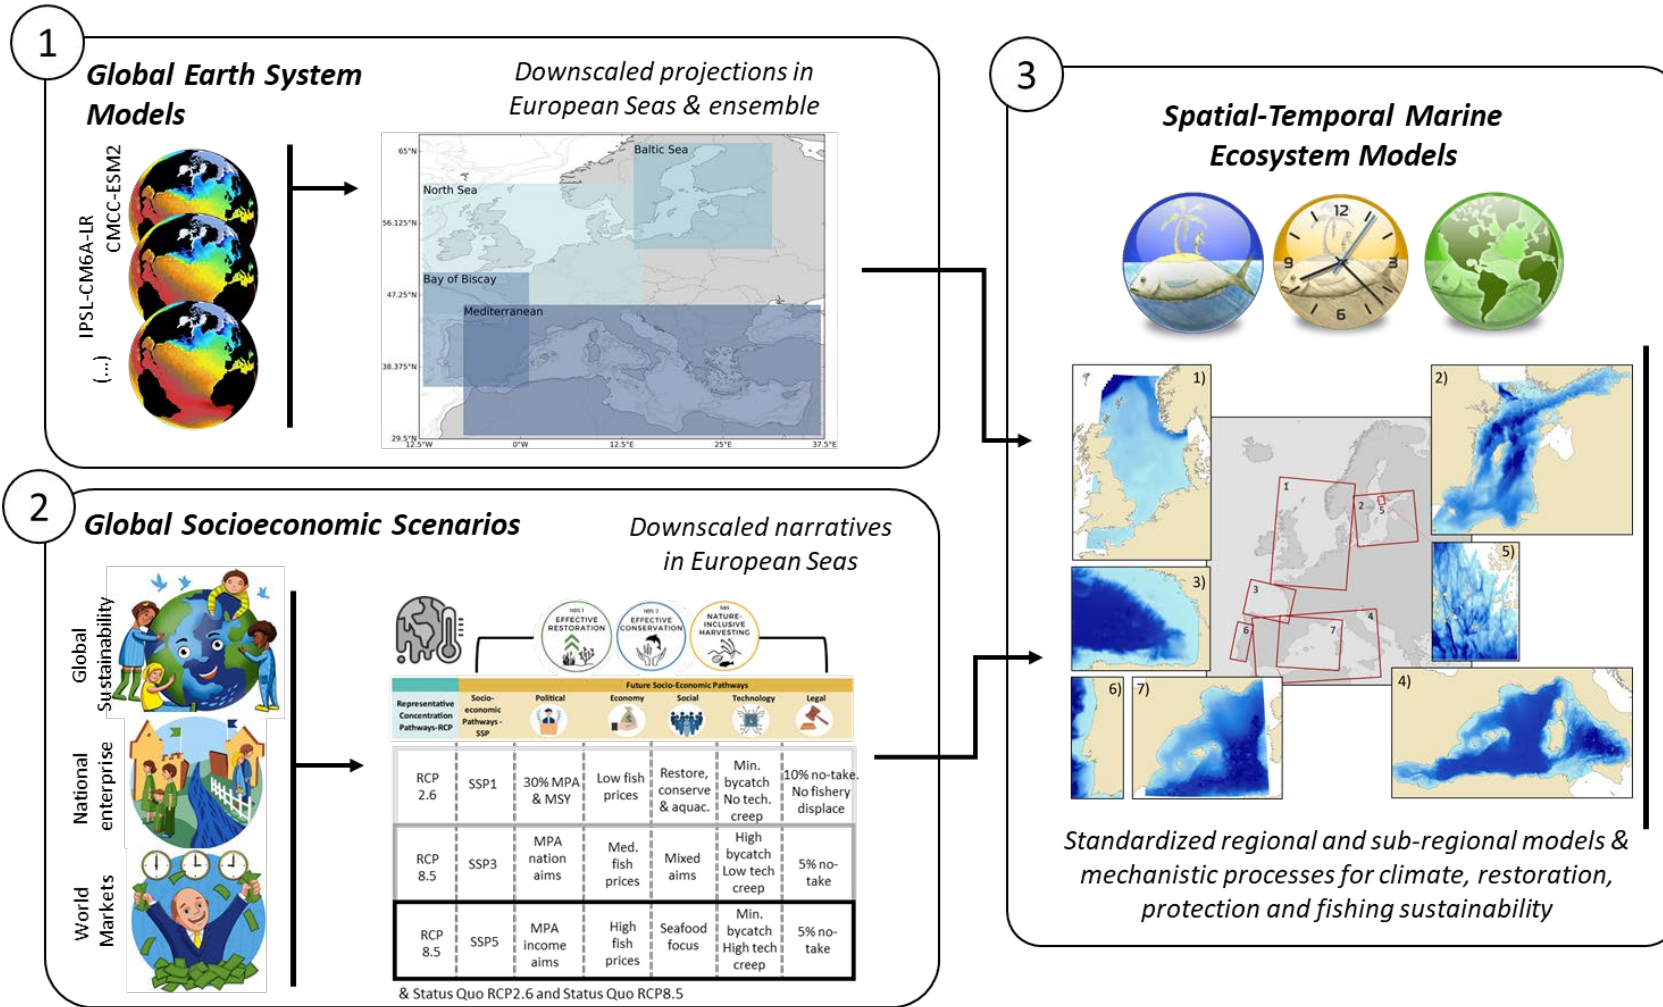 1
Global Earth System
Models
Downscaled projections in
European Seas & ensemble
CMCC-ESM2
IPSL-CM6A-LR
(...)
65°N
56.125°N
47.25°N
38.375°N
29.5°N
12.5°W
0°W
12.5°E
25°E
37.5°E
Baltic Sea
North Sea
Bay of Biscay
Mediterranean
2
Global Socioeconomic Scenarios
Downscaled narratives
in European Seas
Global
Sustainability
National
enterprise
World
Markets
NBS 1
EFFECTIVE
RESTORATION
NBS 2
EFFECTIVE
CONSERVATION
NIH
NATURE-
INCLUSIVE
HARVESTING
Future Socio-Economic Pathways
Representative
Concentration
Pathways-RCP
Socio-
economic
Pathways -
SSP
Political
Economy
Social
Technology
Legal
RCP
2.6
SSP1
30% MPA
& MSY
Low fish
prices
Restore,
conserve
& aquac.
Min.
bycatch
No tech.
creep
10% no-take.
No fishery
displace
RCP
8.5
SSP3
MPA
nation
aims
Med.
fish
prices
Mixed
aims
High
bycatch
Low tech
creep
5% no-
take
RCP
8.5
SSP5
MPA
income
aims
High
fish
prices
Seafood
focus
Min.
bycatch
High tech
creep
5% no-
take
& Status Quo RCP2.6 and Status Quo RCP8.5
3
Spatial-Temporal Marine
Ecosystem Models
12
3
6
9
1)
2)
3)
5)
6)
7)
4)
1
2
5
3
4
6
7
Standardized regional and sub-regional models &
mechanistic processes for climate, restoration,
protection and fishing sustainability